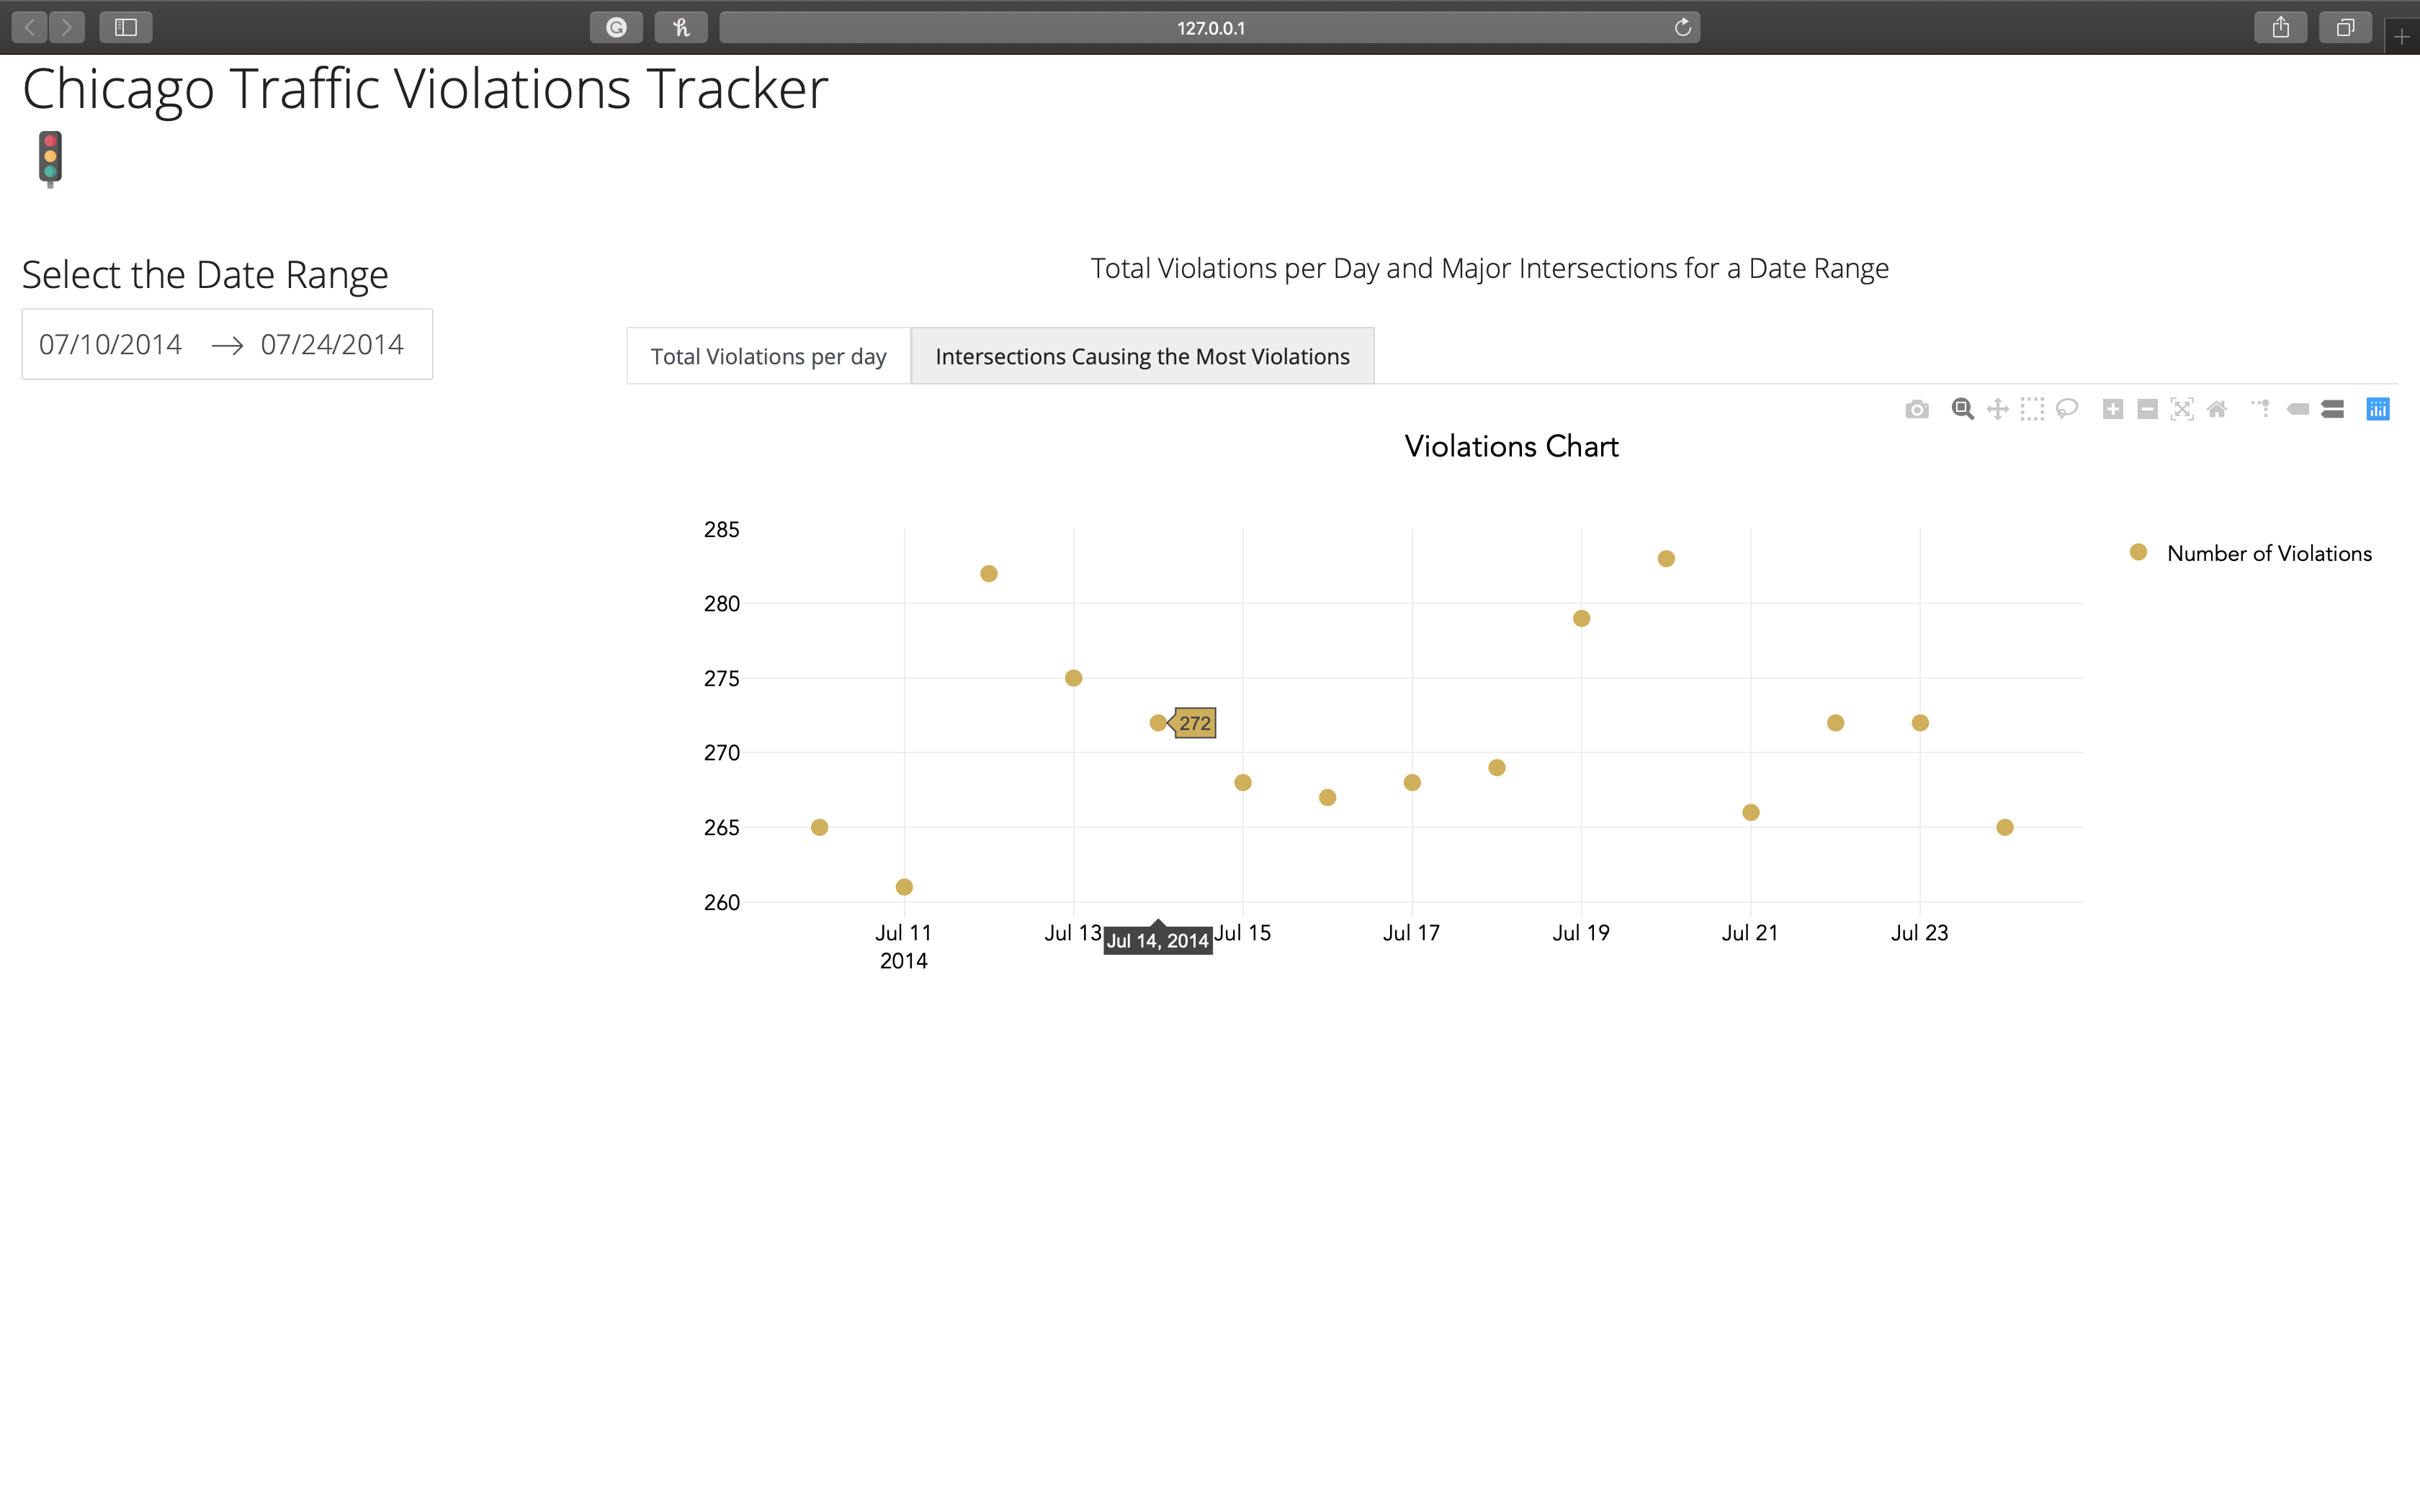 127.0.0.1
Chicago Traffic Violations Tracker
Select the Date Range
07/10/2014 → 07/24/2014
Total Violations per Day and Major Intersections for a Date Range
Total Violations per day Intersections Causing the Most Violations
Violations Chart
285
280
275
270
265
260
272
Number of Violations
Jul 11 Jul 13 Jul 14, 2014 Jul 15 Jul 17 Jul 19 Jul 21 Jul 23
2014